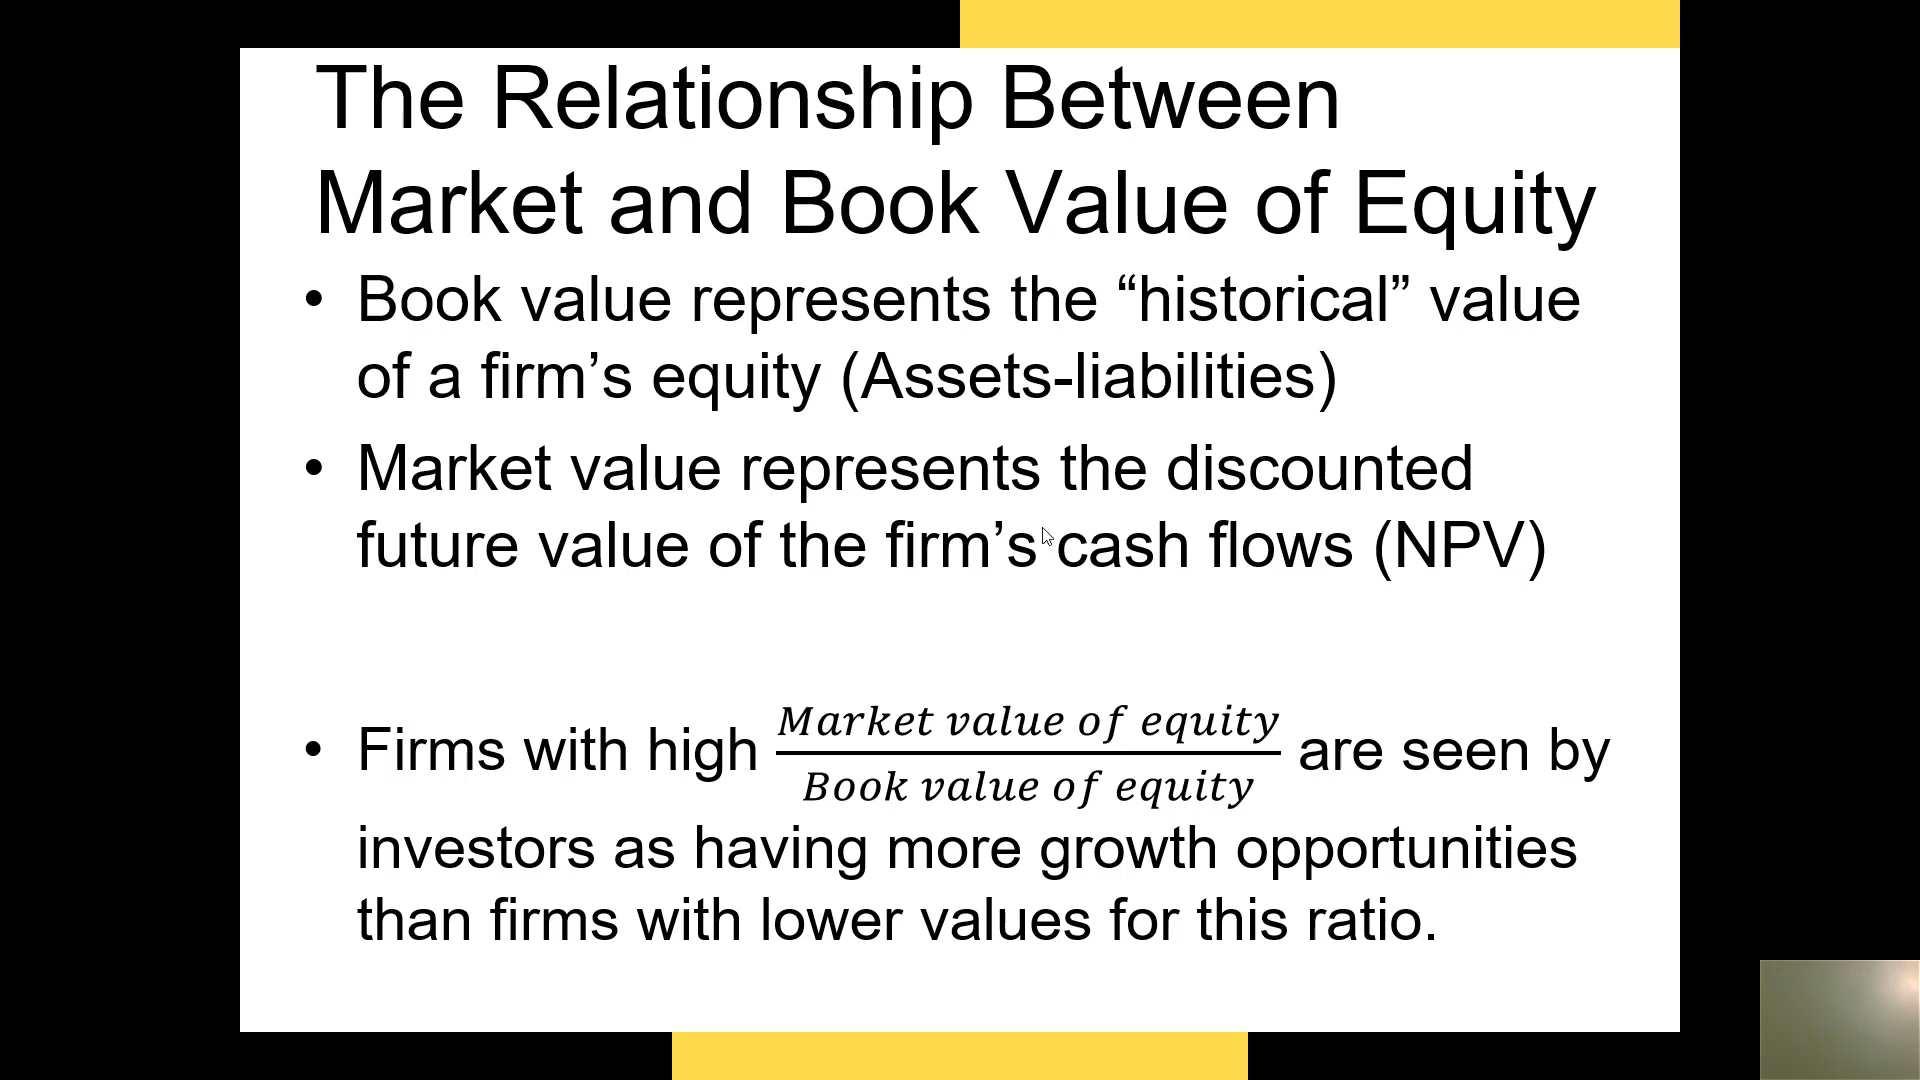 The Relationship Between
Market and Book Value of Equity
• Book value represents the “historical” value
of a firm’s equity (Assets-liabilities)
• Market value represents the discounted
future value of the firm’s cash flows (NPV)
• Firms with high Market value of equity / Book value of equity are seen by
investors as having more growth opportunities
than firms with lower values for this ratio.